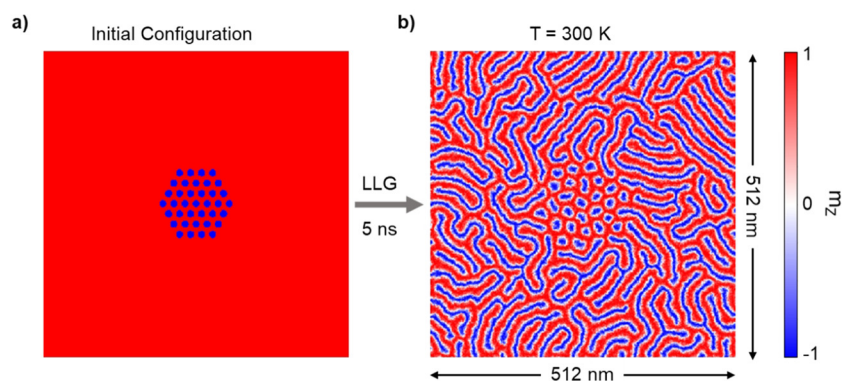 a)
Initial Configuration
LLG
5 ns
b)
T = 300 K
512 nm
512 nm
1
0
-1
mz